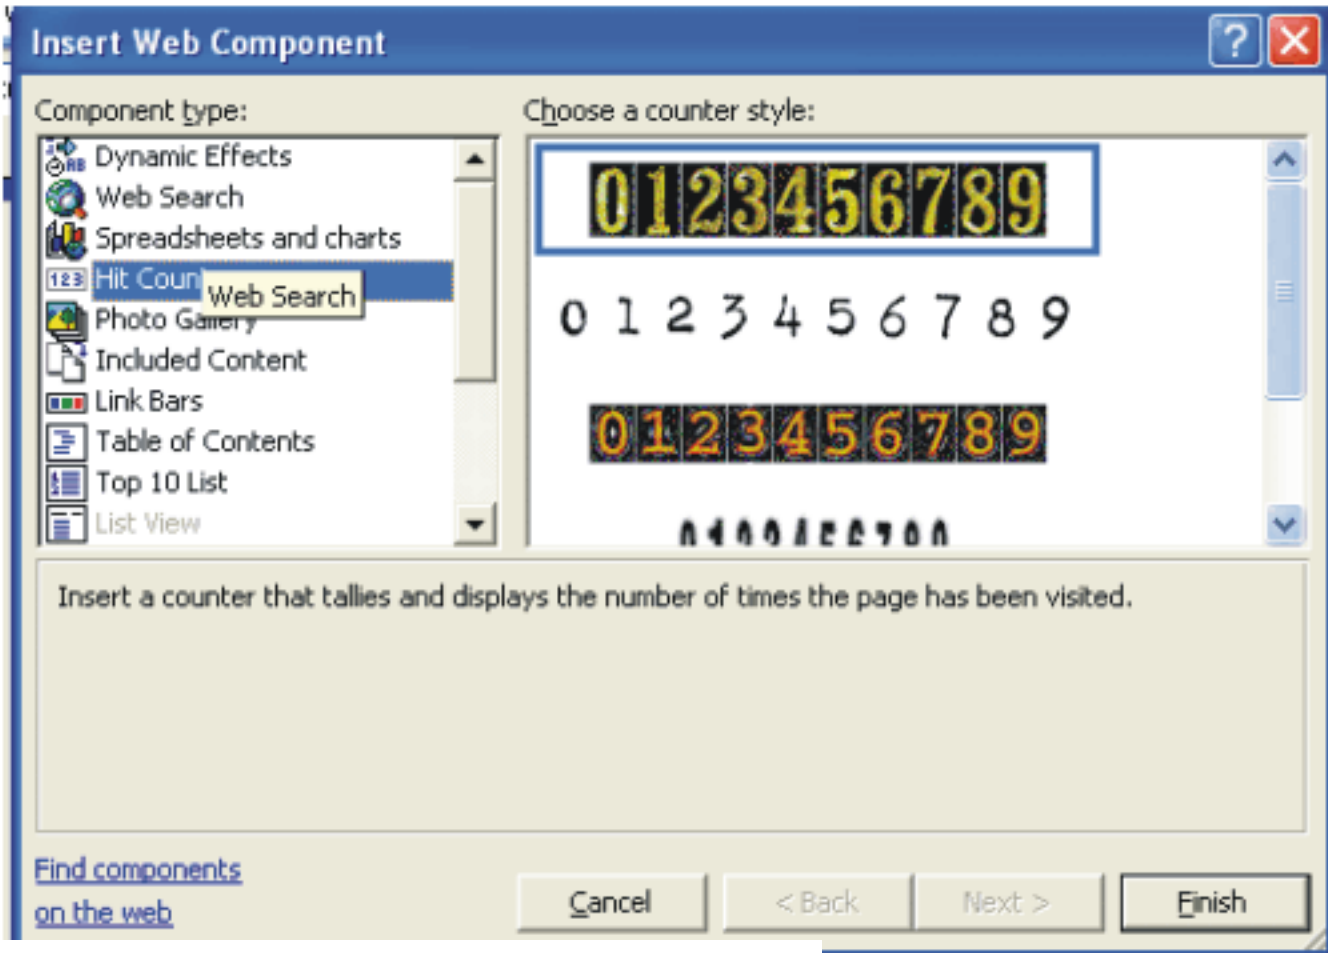 Insert Web Component
?
Component type:
Choose a counter style:
Dynamic Effects
Web Search
Spreadsheets and charts
123 Hit Coun
Web Search
Photo Gallery
Included Content
Link Bars
Table of Contents
Top 10 List
List View
0123456789
0 1 2 3 4 5 6 7 8 9
0123456789
Insert a counter that tallies and displays the number of times the page has been visited.
Find components
on the web
Cancel
< Back
Next >
Finish